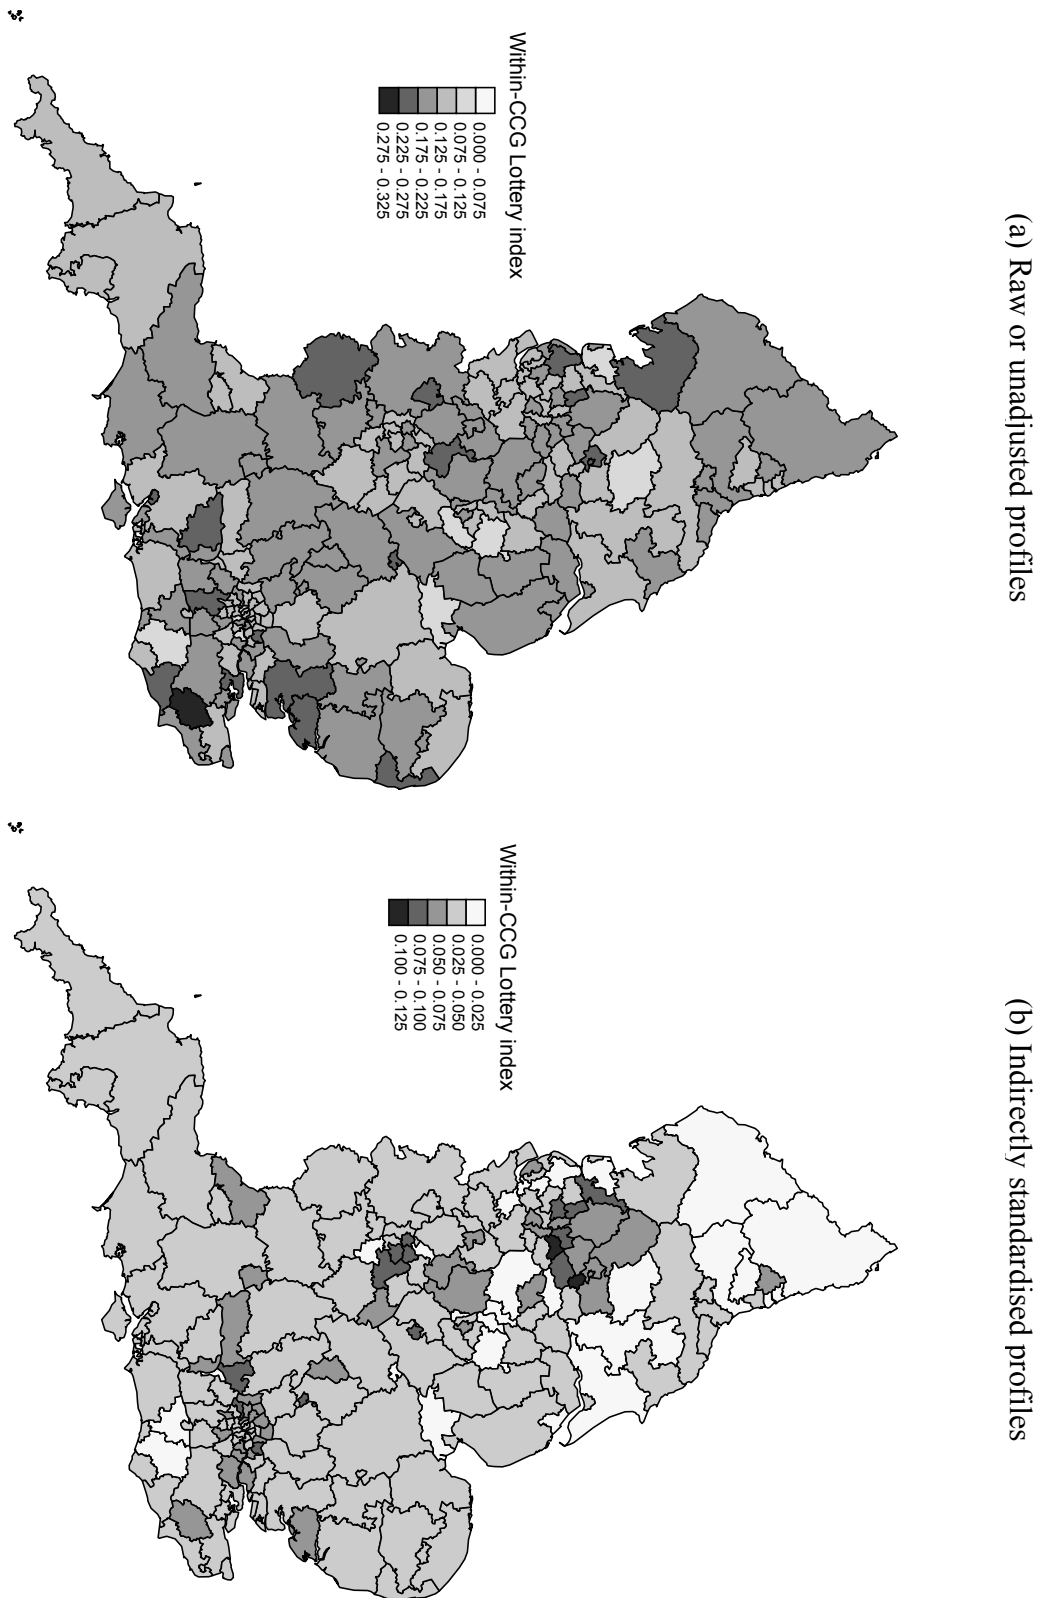 (a) Raw or unadjusted profiles
Within-CCG Lottery index
0.000 - 0.075
0.075 - 0.125
0.125 - 0.175
0.175 - 0.225
0.225 - 0.275
0.275 - 0.325
(b) Indirectly standardised profiles
Within-CCG Lottery index
0.000 - 0.025
0.025 - 0.050
0.050 - 0.075
0.075 - 0.100
0.100 - 0.125